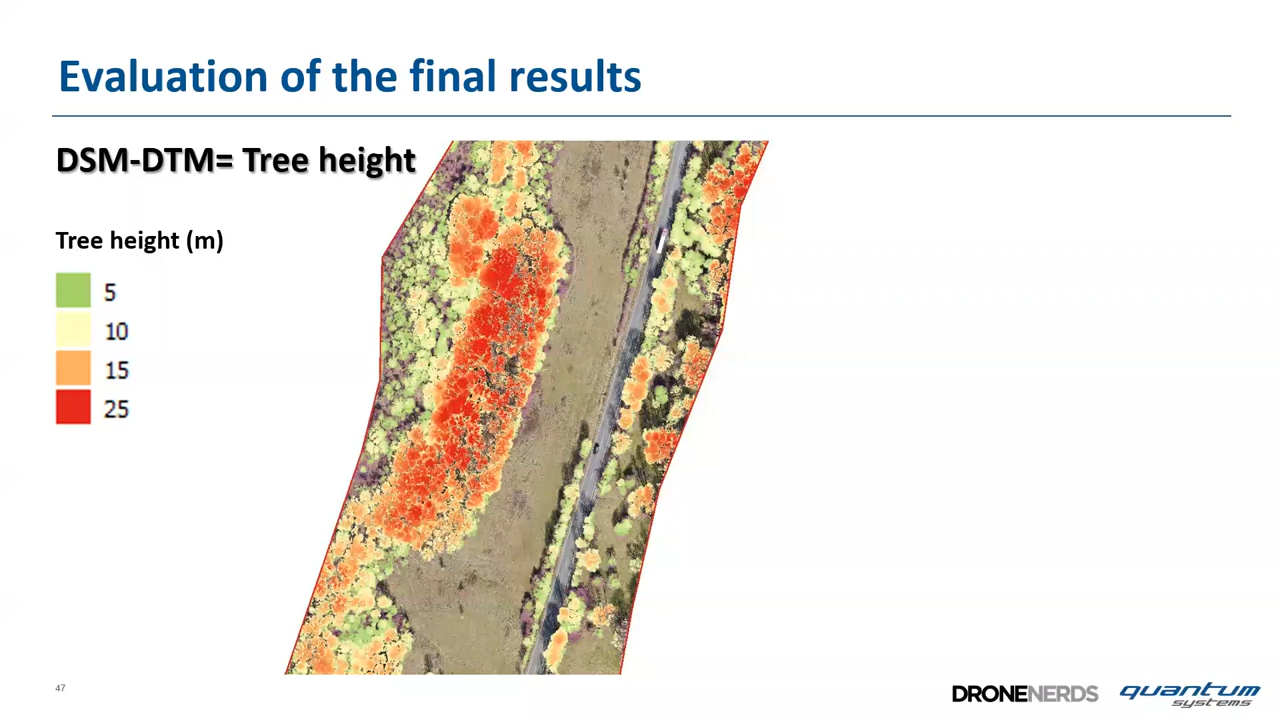 Evaluation of the final results
DSM-DTM= Tree height
Tree height (m)
5
10
15
25
47
DRONENERDS
quantum
systems